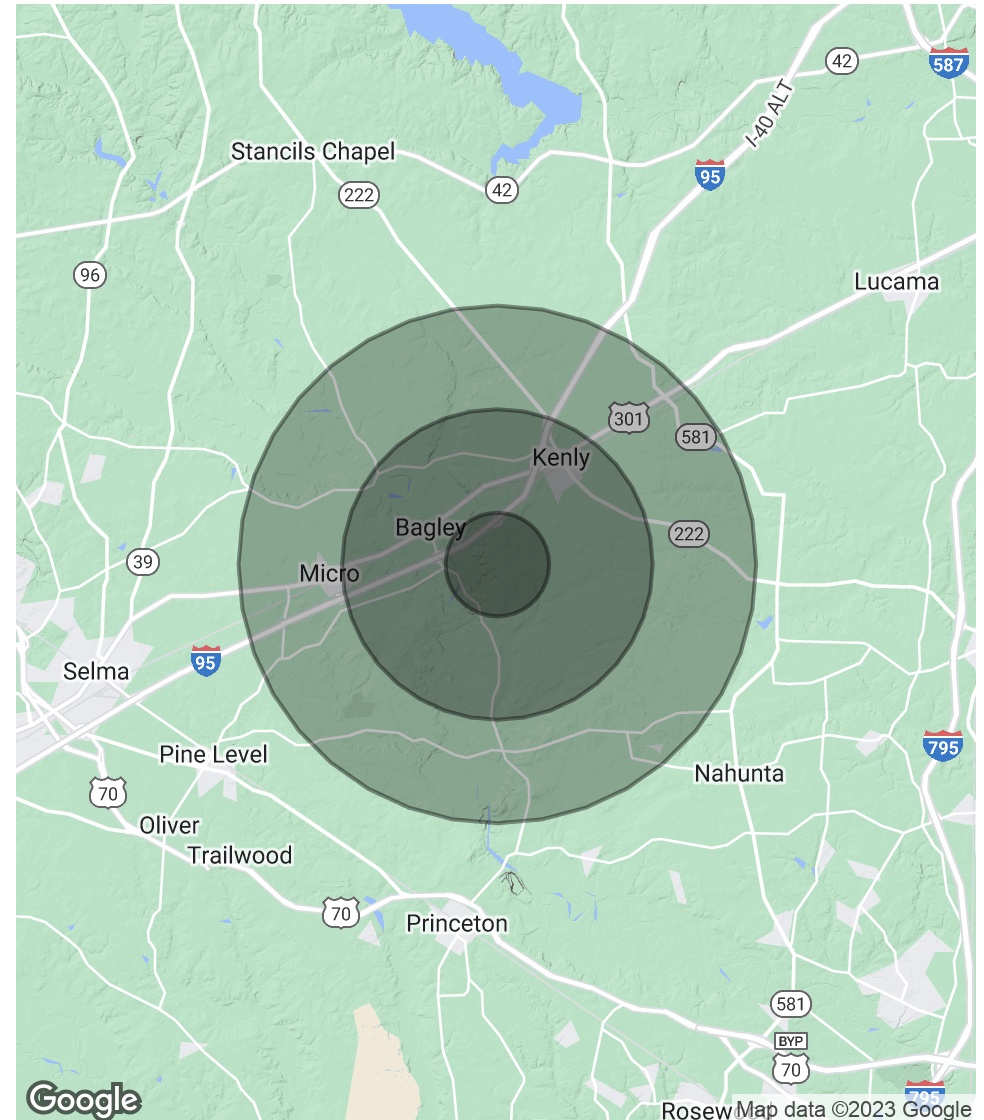 42
587
I-40 ALT
Stancils Chapel
95
222
42
96
Lucama
301
581
Kenly
Bagley
222
39
Micro
95
Selma
795
Pine Level
Nahunta
70
Oliver
Trailwood
70
Princeton
581
BYP
70
795
Google
Map data ©2023 Google